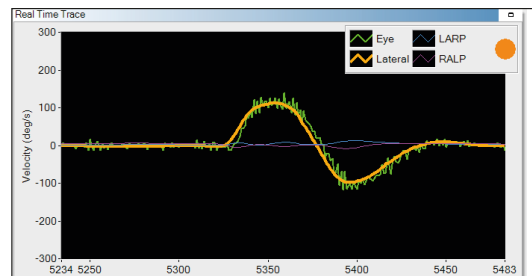 Real Time Trace
Eye
LARP
Lateral
RALP
Velocity (deg/s)
300
200
100
0
-100
-200
-300
5234 5250 5300 5350 5400 5450 5483